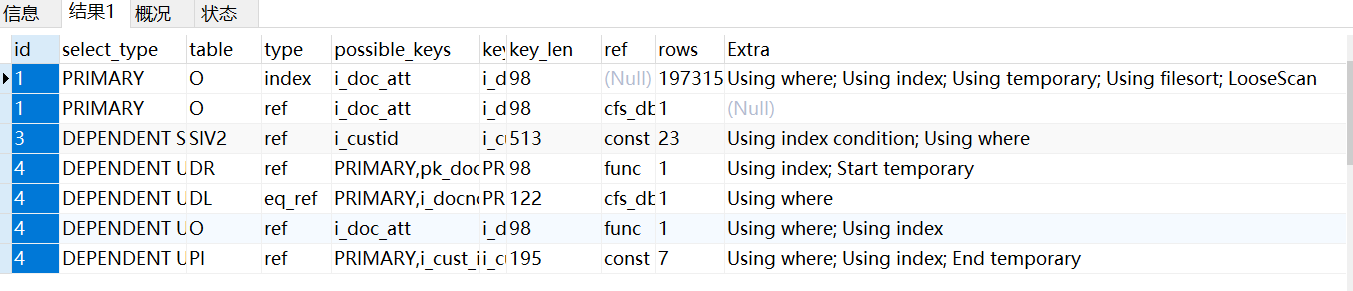 信息 结果1 概况 状态
id select_type table type possible_keys key key_len ref rows Extra
1 PRIMARY O index i_doc_att i_d 98 (Null) 197315 Using where; Using index; Using temporary; Using filesort; LooseScan
1 PRIMARY O ref i_doc_att i_d 98 cfs_db 1 (Null)
3 DEPENDENT S SIV2 ref i_custid i_cu 513 const 23 Using index condition; Using where
4 DEPENDENT U DR ref PRIMARY,pk_doc PR 98 func 1 Using index; Start temporary
4 DEPENDENT U DL eq_ref PRIMARY,i_docno PR 122 cfs_db 1 Using where
4 DEPENDENT U O ref i_doc_att i_d 98 func 1 Using where; Using index
4 DEPENDENT U PI ref PRIMARY,i_cust_i i_cu 195 const 7 Using where; Using index; End temporary